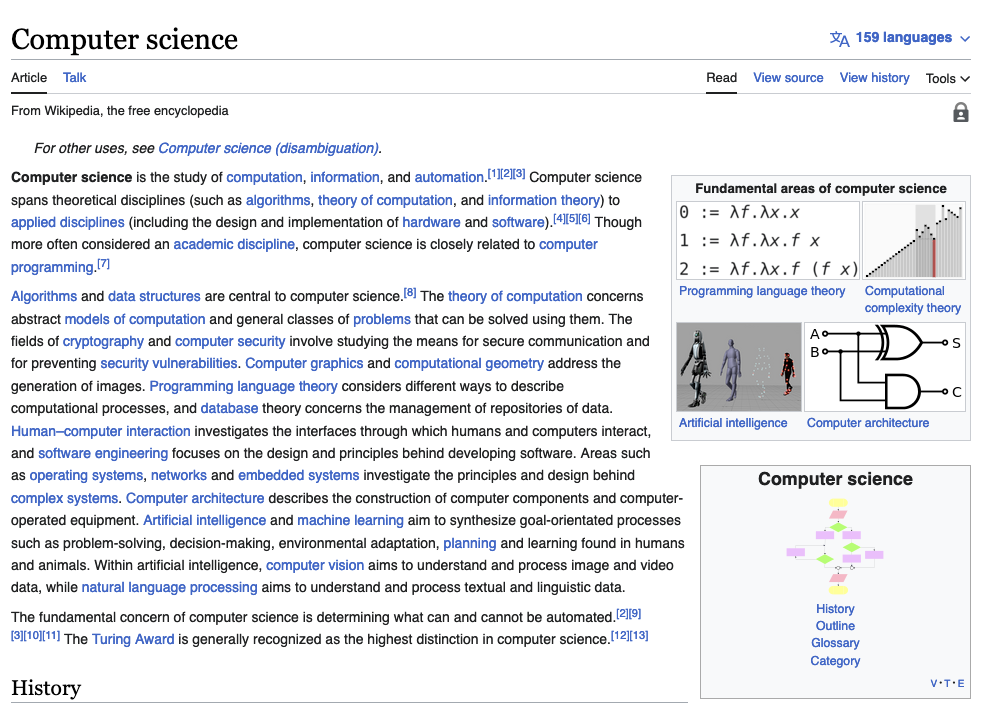 Computer science
159 languages
Article Talk
Read View source View history Tools
From Wikipedia, the free encyclopedia
For other uses, see Computer science (disambiguation).
Computer science is the study of computation, information, and automation.[1][2][3] Computer science
spans theoretical disciplines (such as algorithms, theory of computation, and information theory) to
applied disciplines (including the design and implementation of hardware and software).[4][5][6] Though
more often considered an academic discipline, computer science is closely related to computer
programming.[7]
Algorithms and data structures are central to computer science.[8] The theory of computation concerns
abstract models of computation and general classes of problems that can be solved using them. The
fields of cryptography and computer security involve studying the means for secure communication and
for preventing security vulnerabilities. Computer graphics and computational geometry address the
generation of images. Programming language theory considers different ways to describe
computational processes, and database theory concerns the management of repositories of data.
Human–computer interaction investigates the interfaces through which humans and computers interact,
and software engineering focuses on the design and principles behind developing software. Areas such
as operating systems, networks and embedded systems investigate the principles and design behind
complex systems. Computer architecture describes the construction of computer components and computer-
operated equipment. Artificial intelligence and machine learning aim to synthesize goal-orientated processes
such as problem-solving, decision-making, environmental adaptation, planning and learning found in humans
and animals. Within artificial intelligence, computer vision aims to understand and process image and video
data, while natural language processing aims to understand and process textual and linguistic data.
The fundamental concern of computer science is determining what can and cannot be automated.[2][9]
[3][10][11] The Turing Award is generally recognized as the highest distinction in computer science.[12][13]
History
Fundamental areas of computer science
0 := λf.λx.x
1 := λf.λx.f x
2 := λf.λx.f (f x)
Programming language theory
Computational
complexity theory
A
B
S
C
Artificial intelligence
Computer architecture
Computer science
History
Outline
Glossary
Category
V·T·E